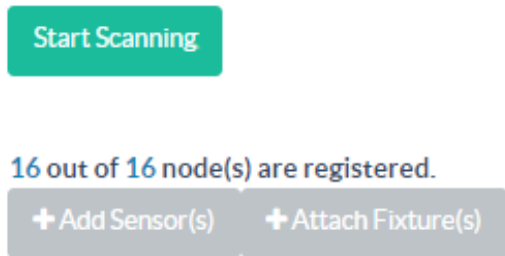 Start Scanning
16 out of 16 node(s) are registered.
+ Add Sensor(s) + Attach Fixture(s)